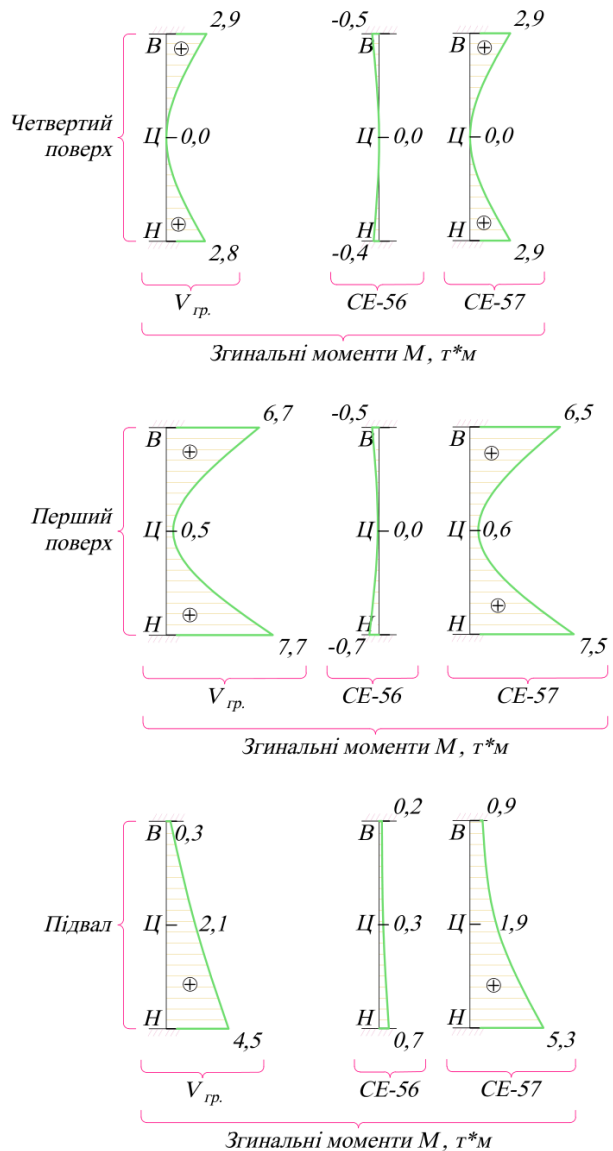 2,9 -0,5 2,9
В В В
Четвертий поверх
Ц 0,0 Ц 0,0 Ц 0,0
Н Н Н
2,8 -0,4 2,9
V гр. СЕ-56 СЕ-57
Згинальні моменти М , т*м
6,7 -0,5 6,5
В В В
Перший поверх
Ц 0,5 Ц 0,0 Ц 0,6
Н Н Н
7,7 -0,7 7,5
V гр. СЕ-56 СЕ-57
Згинальні моменти М , т*м
0,2 0,9
В 0,3 В В
Підвал
Ц 2,1 Ц 0,3 Ц 1,9
Н Н Н
4,5 0,7 5,3
V гр. СЕ-56 СЕ-57
Згинальні моменти М , т*м